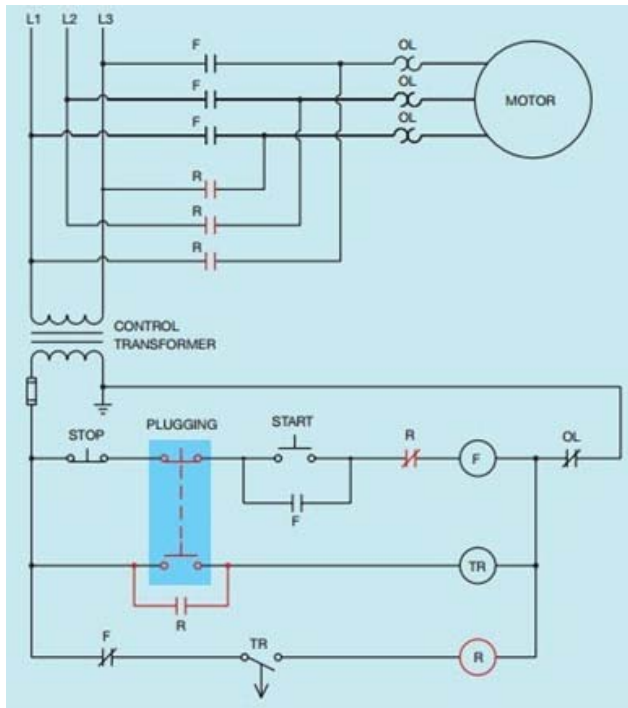 L1 L2 L3
F
OL
F
OL
MOTOR
F
OL
R
R
R
CONTROL
TRANSFORMER
PLUGGING
START
STOP
R
OL
F
F
TR
R
F
TR
R